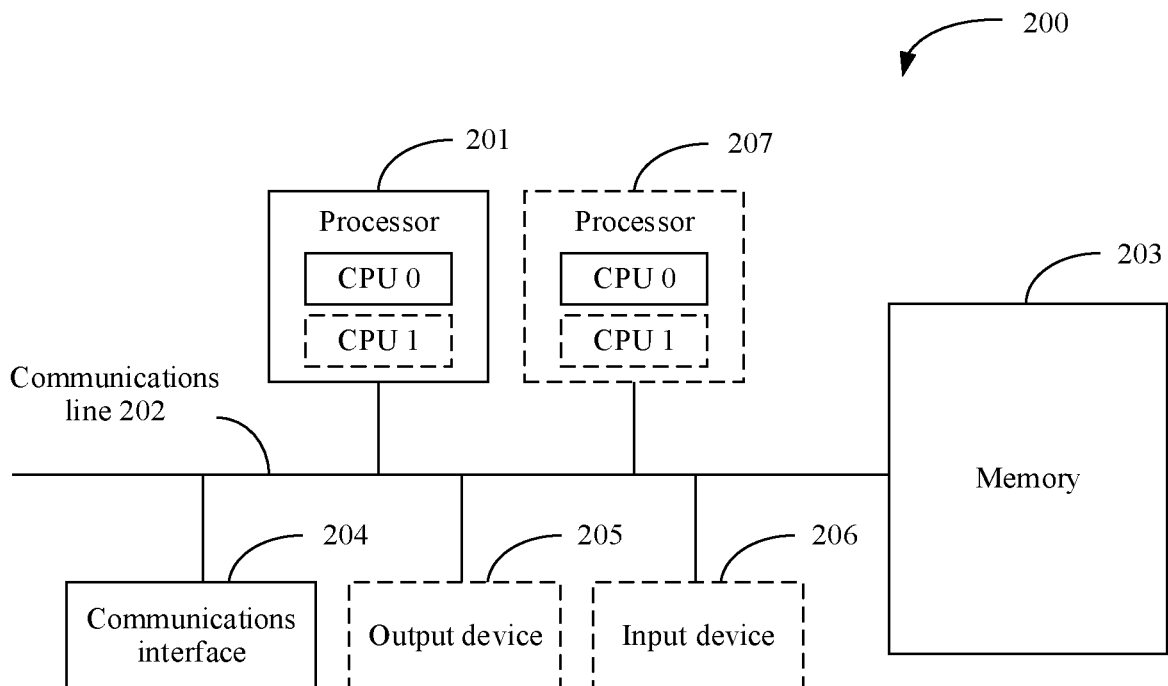 200
201
207
Processor
Processor
CPU 0
CPU 0
203
CPU 1
CPU 1
Communications
line 202
Memory
204
205
206
Communications
interface
Output device
Input device